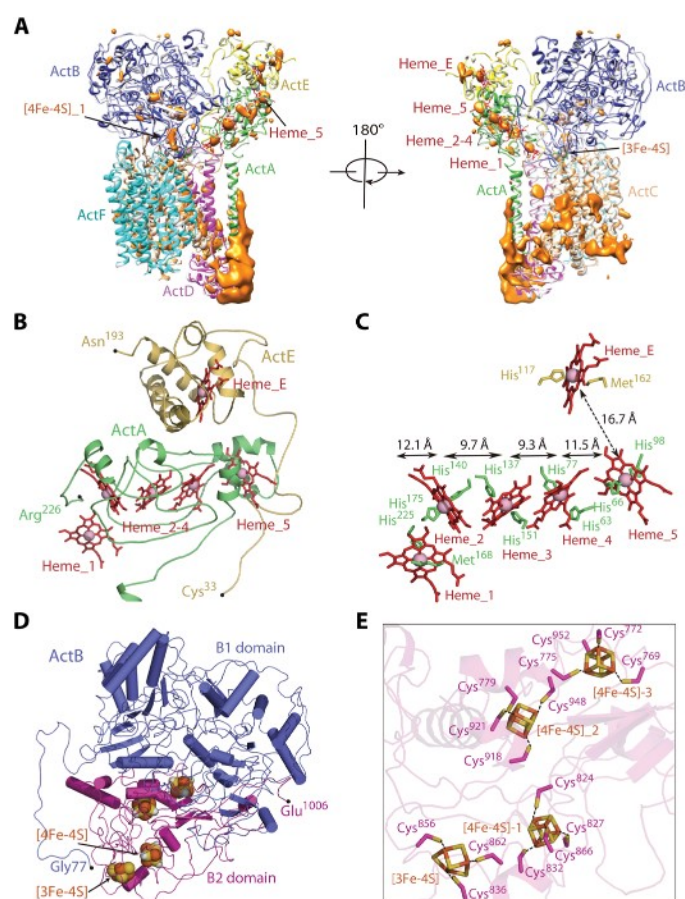 A
ActB
ActE
[4Fe-4S]_1
Heme_5
ActA
ActF
ActD
180°
Heme_E
Heme_5
Heme_2-4
Heme_1
ActA
ActB
[3Fe-4S]
ActC
B
Asn193
ActE
Heme_E
ActA
Arg226
Heme_2-4
Heme_5
Heme_1
Cys33
C
Heme_E
His117
Met162
16.7 Å
12.1 Å 9.7 Å 9.3 Å 11.5 Å
His98
His140 His137 His77
His175
His66
His225
His63
Heme_2
His151
Heme_3
Heme_4
Heme_5
Met168
Heme_1
D
ActB
B1 domain
Glu1006
[4Fe-4S]
Gly77
[3Fe-4S]
B2 domain
E
Cys952 Cys772
Cys775
Cys769
Cys779
[4Fe-4S]-3
Cys948
Cys921
[4Fe-4S]_2
Cys918
Cys824
Cys856
[4Fe-4S]-1
Cys827
Cys862
Cys866
[3Fe-4S]
Cys832
Cys836